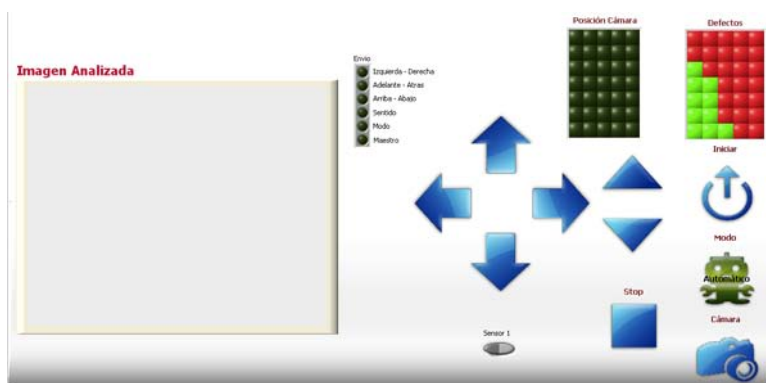 Posición Cámara
Defectos
Imagen Analizada
Envio
Izquierda - Derecha
Adelante - Atras
Arriba - Abajo
Sentido
Modo
Maestro
Iniciar
Modo
Automático
Stop
Cámara
Sensor 1